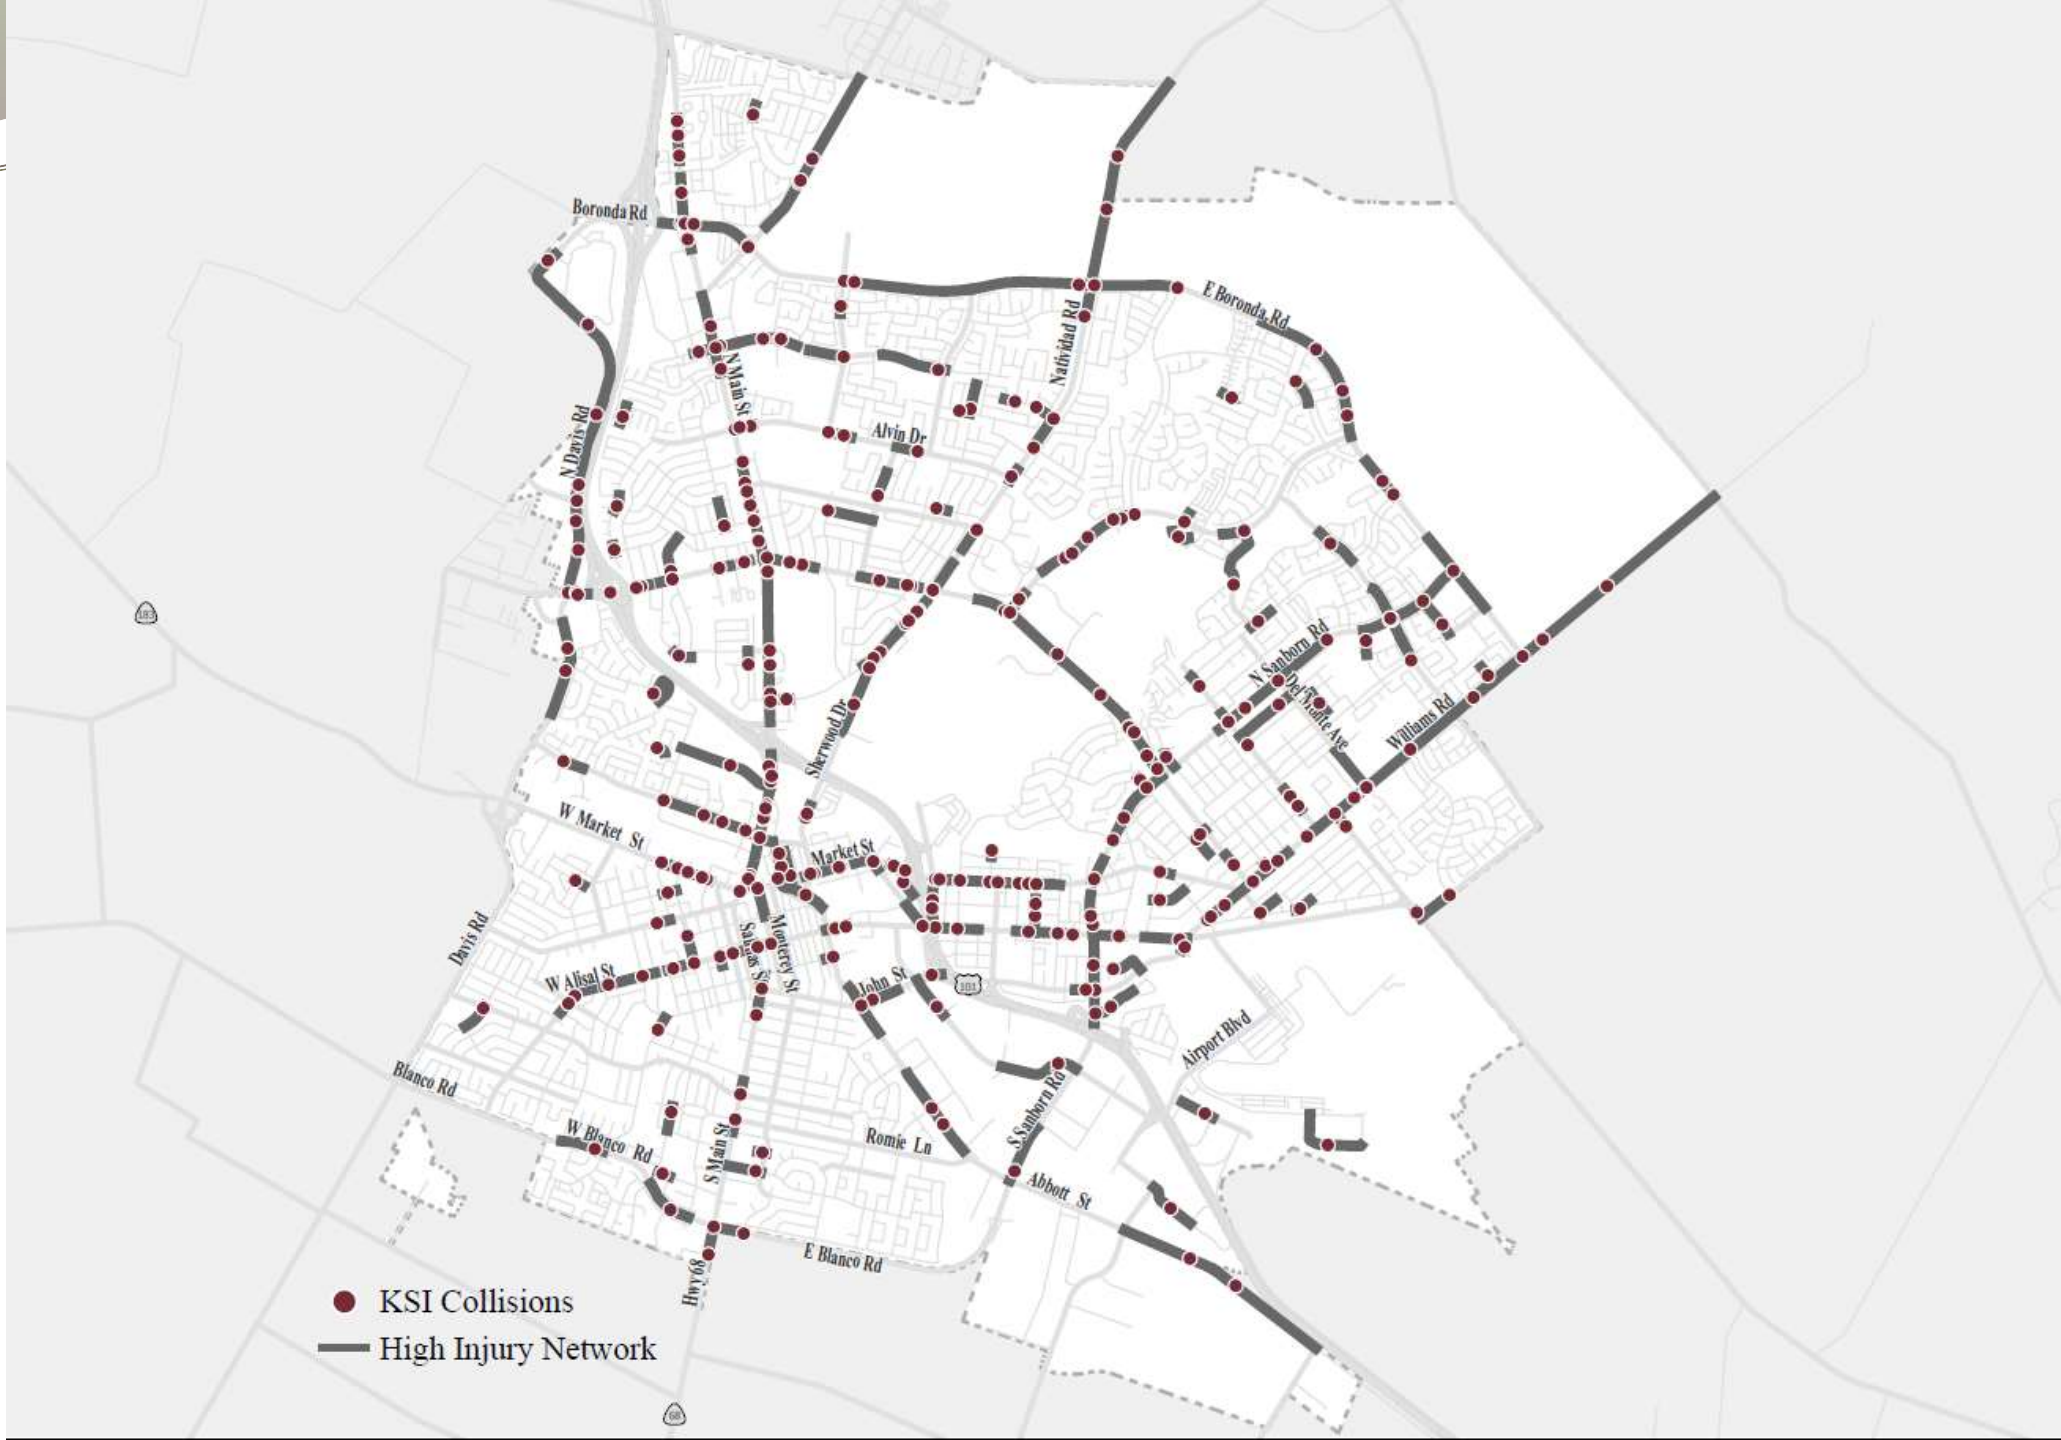 Boronda Rd
E Boronda Rd
Natividad Rd
N Main St
N Davis Rd
Alvin Dr
183
N Sanborn Rd
Del Monte Ave
Williams Rd
Sherwood Dr
W Market St
Market St
Salinas St
Monterey St
Davis Rd
W Alisal St
John St
101
Airport Blvd
Blanco Rd
S Sanborn Rd
W Blanco Rd
S Main St
Romie Ln
Abbott St
E Blanco Rd
Hwy68
KSI Collisions
High Injury Network
68